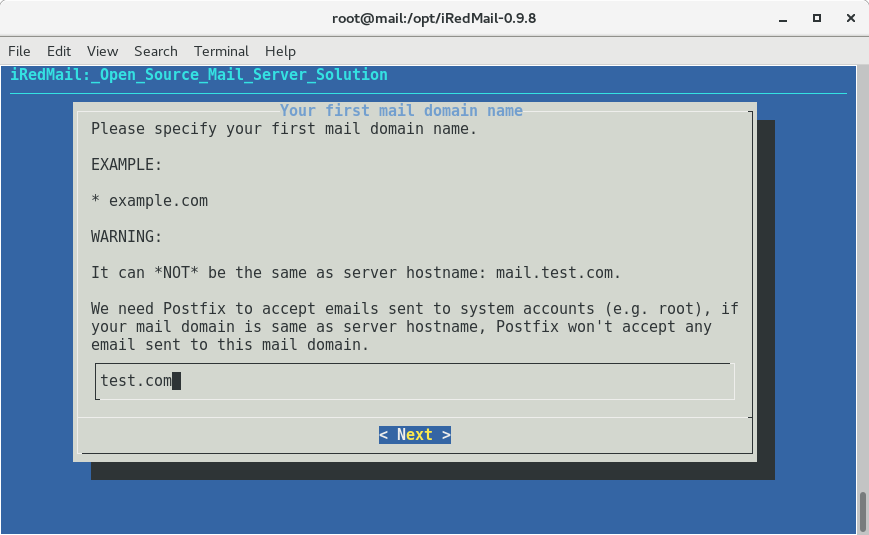 root@mail:/opt/iRedMail-0.9.8
File Edit View Search Terminal Help
iRedMail:_Open_Source_Mail_Server_Solution
Your first mail domain name
Please specify your first mail domain name.
EXAMPLE:
* example.com
WARNING:
It can *NOT* be the same as server hostname: mail.test.com.
We need Postfix to accept emails sent to system accounts (e.g. root), if
your mail domain is same as server hostname, Postfix won't accept any
email sent to this mail domain.
test.com
< Next >